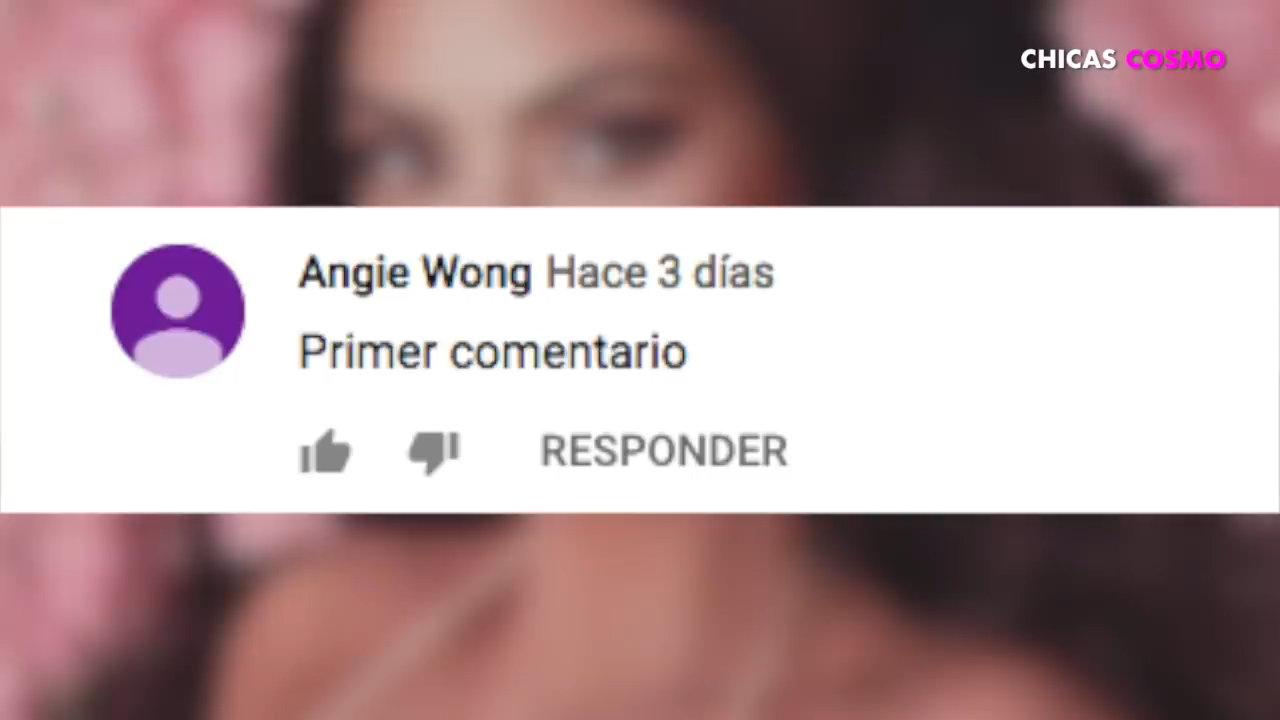 CHICAS COSMO
Angie Wong Hace 3 días
Primer comentario
RESPONDER